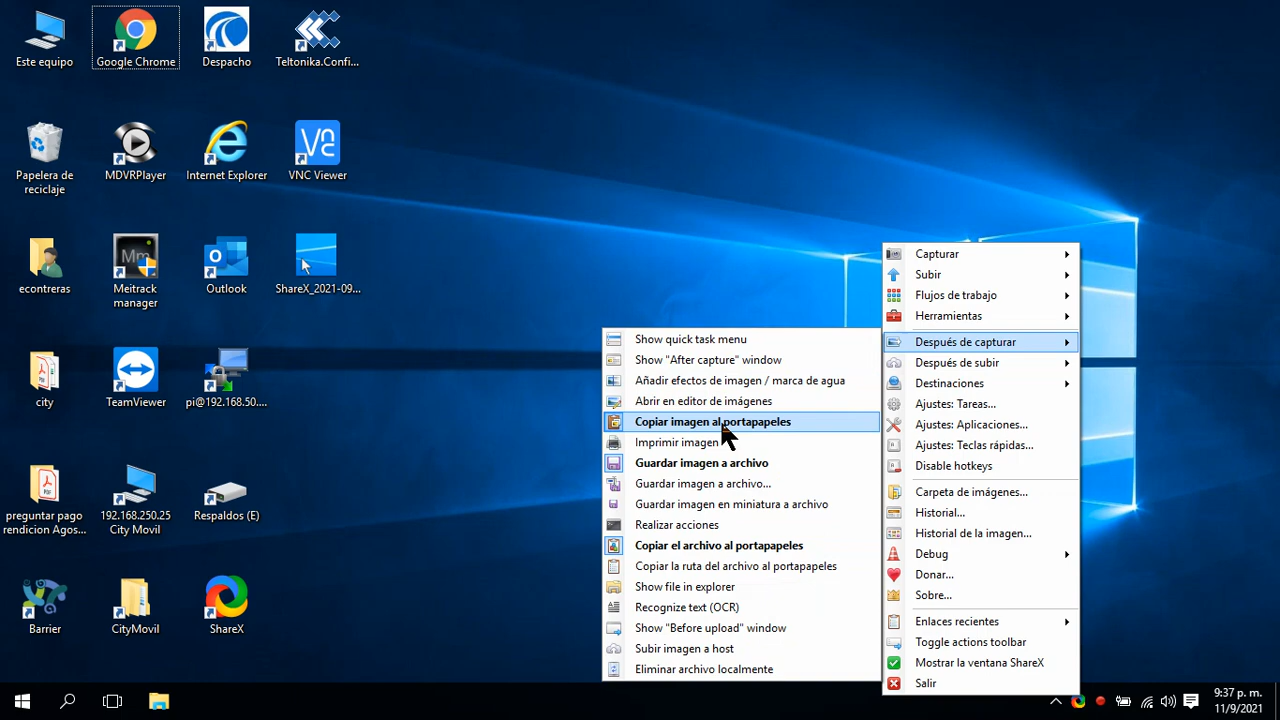 Este equipo
Google Chrome
Despacho
Teltonika.Confi...
Papelera de
reciclaje
MDVRPlayer
Internet Explorer
VNC Viewer
econtreras
Meitrack
manager
Outlook
ShareX_2021-09...
city
TeamViewer
pi@192.168.50....
preguntar pago
rendicion Agos...
192.168.250.25
City Movil
Respaldos (E)
Barrier
CityMovil
ShareX
Show quick task menu
Show "After capture" window
Añadir efectos de imagen / marca de agua
Abrir en editor de imágenes
Copiar imagen al portapapeles
Imprimir imagen
Guardar imagen a archivo
Guardar imagen a archivo...
Guardar imagen en miniatura a archivo
Realizar acciones
Copiar el archivo al portapapeles
Copiar la ruta del archivo al portapapeles
Show file in explorer
Recognize text (OCR)
Show "Before upload" window
Subir imagen a host
Eliminar archivo localmente
Capturar
Subir
Flujos de trabajo
Herramientas
Después de capturar
Después de subir
Destinaciones
Ajustes: Tareas...
Ajustes: Aplicaciones...
Ajustes: Teclas rápidas...
Disable hotkeys
Carpeta de imágenes...
Historial...
Historial de la imagen...
Debug
Donar...
Sobre...
Enlaces recientes
Toggle actions toolbar
Mostrar la ventana ShareX
Salir
9:37 p. m.
11/9/2021